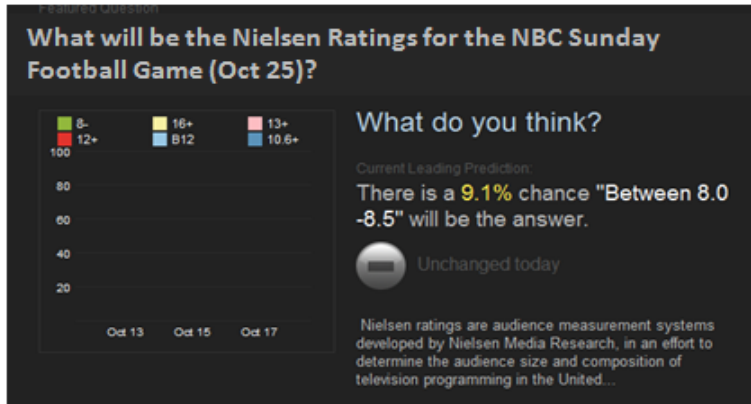 Featured Question
What will be the Nielsen Ratings for the NBC Sunday
Football Game (Oct 25)?
8- 16+ 13+
12+ B12 10.6+
100
80
60
40
20
Oct 13 Oct 15 Oct 17
What do you think?
Current Leading Prediction:
There is a 9.1% chance "Between 8.0
-8.5" will be the answer.
Unchanged today
Nielsen ratings are audience measurement systems
developed by Nielsen Media Research, in an effort to
determine the audience size and composition of
television programming in the United...